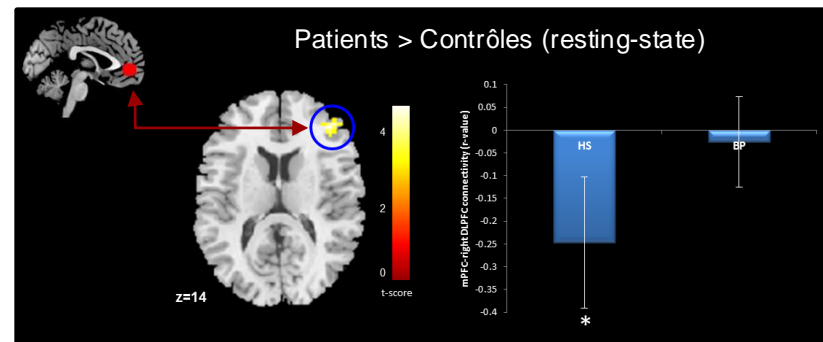 Patients > Contrôles (resting-state)
4
2
0
t-score
z=14
mPFC-right DLPFC connectivity (r-value)
0.1
0.05
0
-0.05
-0.1
-0.15
-0.2
-0.25
-0.3
-0.35
-0.4
HS
BP
*